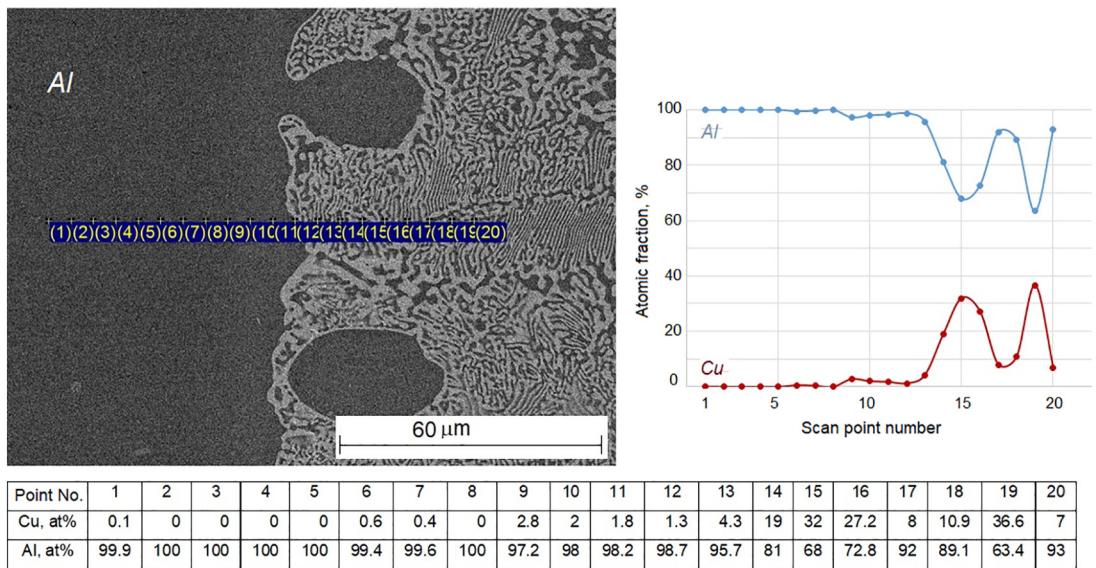 Al
(1)(2)(3)(4)(5)(6)(7)(8)(9)(10(11(12(13(14(15(16(17(18(19(20)
60 μm
100
80
60
40
20
0
Atomic fraction, %
Al
Cu
1 5 10 15 20
Scan point number
Point No. 1 2 3 4 5 6 7 8 9 10 11 12 13 14 15 16 17 18 19 20
Cu, at% 0.1 0 0 0 0 0.6 0.4 0 2.8 2 1.8 1.3 4.3 19 32 27.2 8 10.9 36.6 7
Al, at% 99.9 100 100 100 100 99.4 99.6 100 97.2 98 98.2 98.7 95.7 81 68 72.8 92 89.1 63.4 93